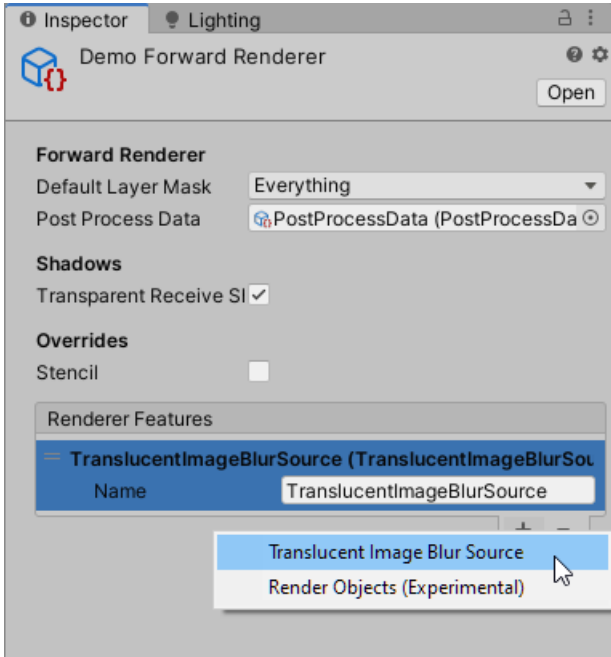 Inspector
Lighting
Demo Forward Renderer
Open
Forward Renderer
Default Layer Mask
Everything
Post Process Data
PostProcessData (PostProcessDa
Shadows
Transparent Receive Sl
Overrides
Stencil
Renderer Features
TranslucentImageBlurSource (TranslucentImageBlurSou
Name
TranslucentImageBlurSource
Translucent Image Blur Source
Render Objects (Experimental)